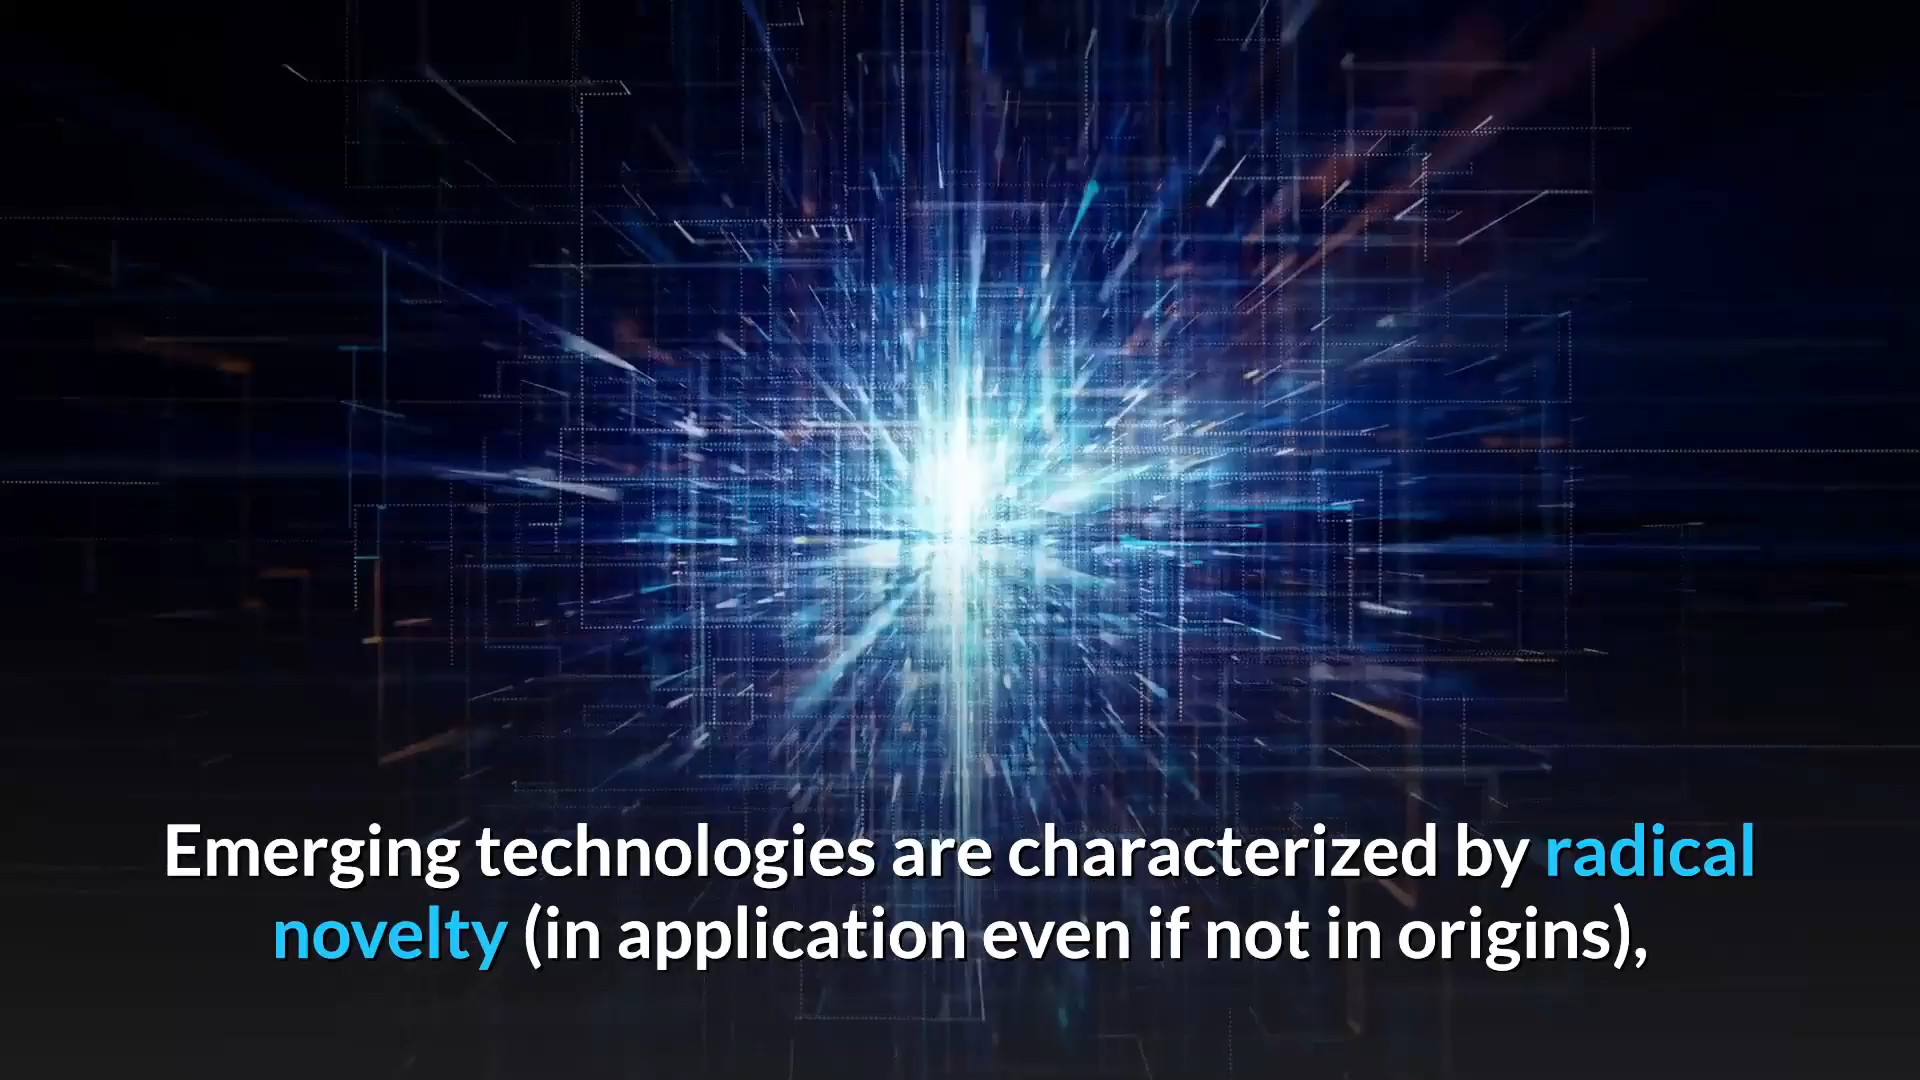 Emerging technologies are characterized by radical
novelty (in application even if not in origins),